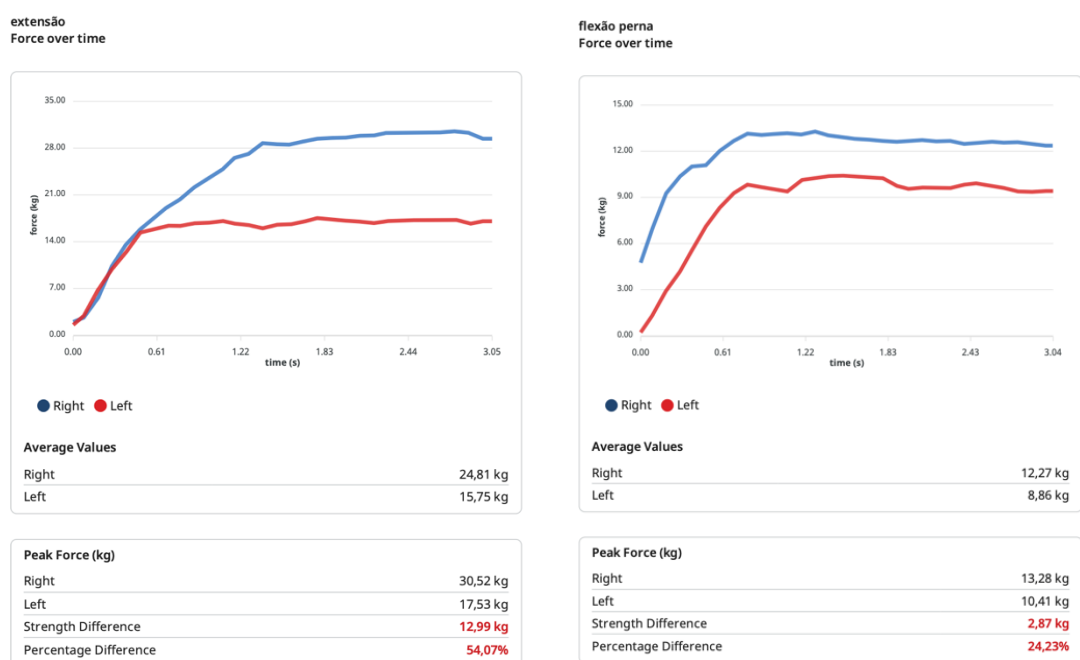 extensão
Force over time
35.00
28.00
21.00
14.00
7.00
0.00
force (kg)
0.00 0.61 1.22 1.83 2.44 3.05
time (s)
Right Left
Average Values
Right 24,81 kg
Left 15,75 kg
Peak Force (kg)
Right 30,52 kg
Left 17,53 kg
Strength Difference 12,99 kg
Percentage Difference 54,07%
flexão perna
Force over time
15.00
12.00
9.00
6.00
3.00
0.00
force (kg)
0.00 0.61 1.22 1.83 2.43 3.04
time (s)
Right Left
Average Values
Right 12,27 kg
Left 8,86 kg
Peak Force (kg)
Right 13,28 kg
Left 10,41 kg
Strength Difference 2,87 kg
Percentage Difference 24,23%